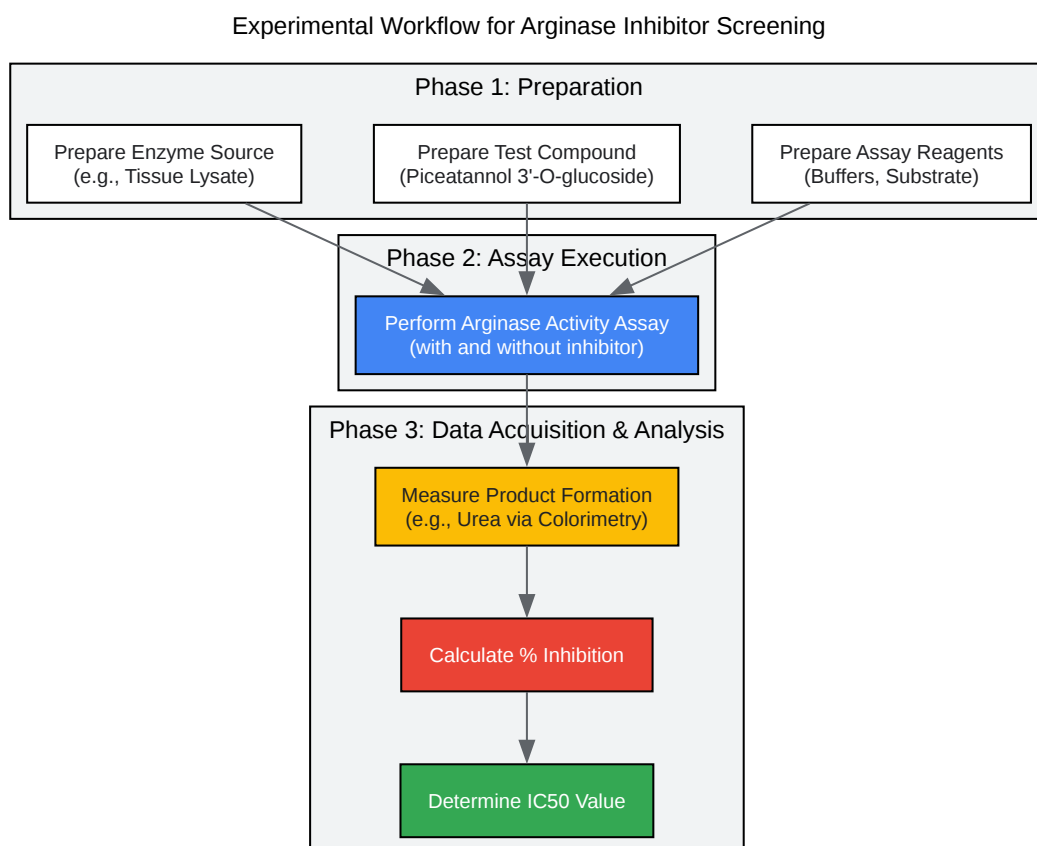 Experimental Workflow for Arginase Inhibitor Screening
Phase 1: Preparation
Prepare Enzyme Source
(e.g., Tissue Lysate)
Prepare Test Compound
(Piceatannol 3'-O-glucoside)
Prepare Assay Reagents
(Buffers, Substrate)
Phase 2: Assay Execution
Perform Arginase Activity Assay
(with and without inhibitor)
Phase 3: Data Acquisition & Analysis
Measure Product Formation
(e.g., Urea via Colorimetry)
Calculate % Inhibition
Determine IC50 Value